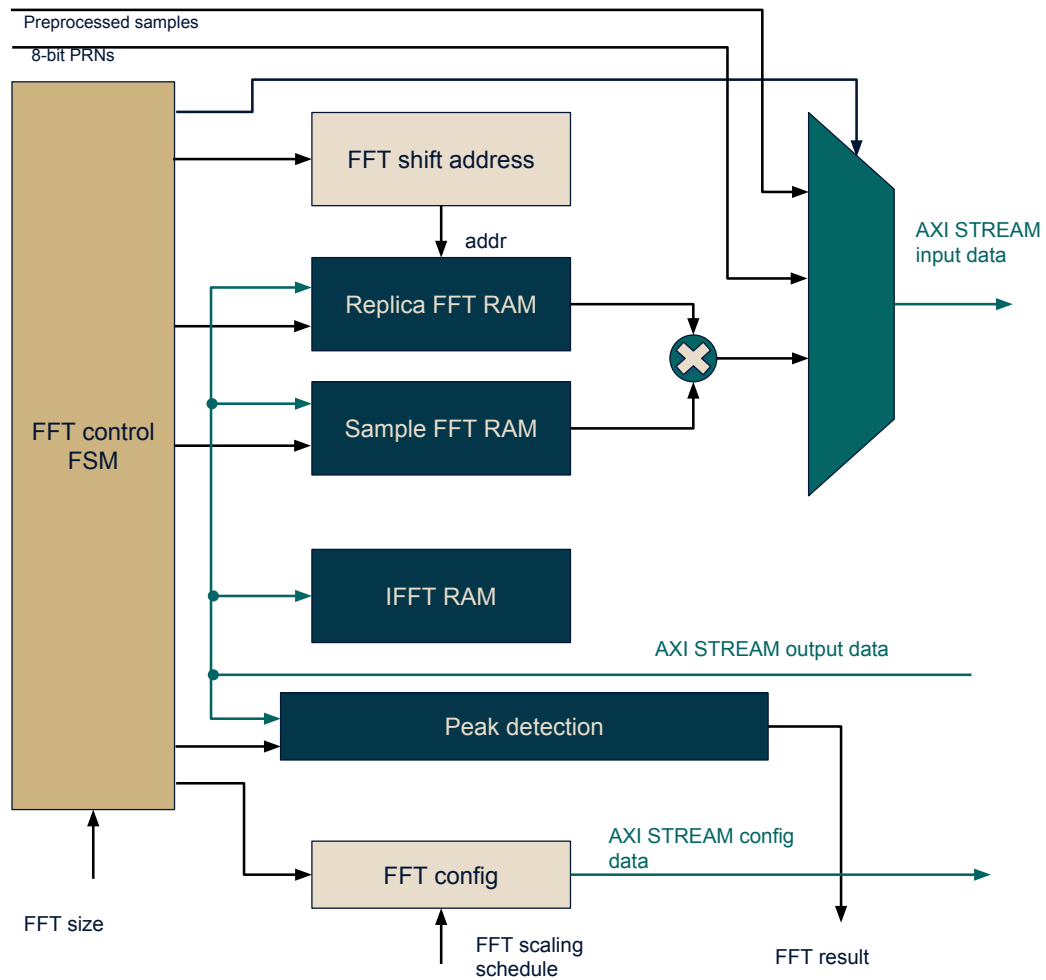 Preprocessed samples
8-bit PRNs
FFT shift address
addr
AXI STREAM
input data
Replica FFT RAM
FFT control
FSM
Sample FFT RAM
IFFT RAM
AXI STREAM output data
Peak detection
AXI STREAM config
data
FFT config
FFT size
FFT scaling
schedule
FFT result